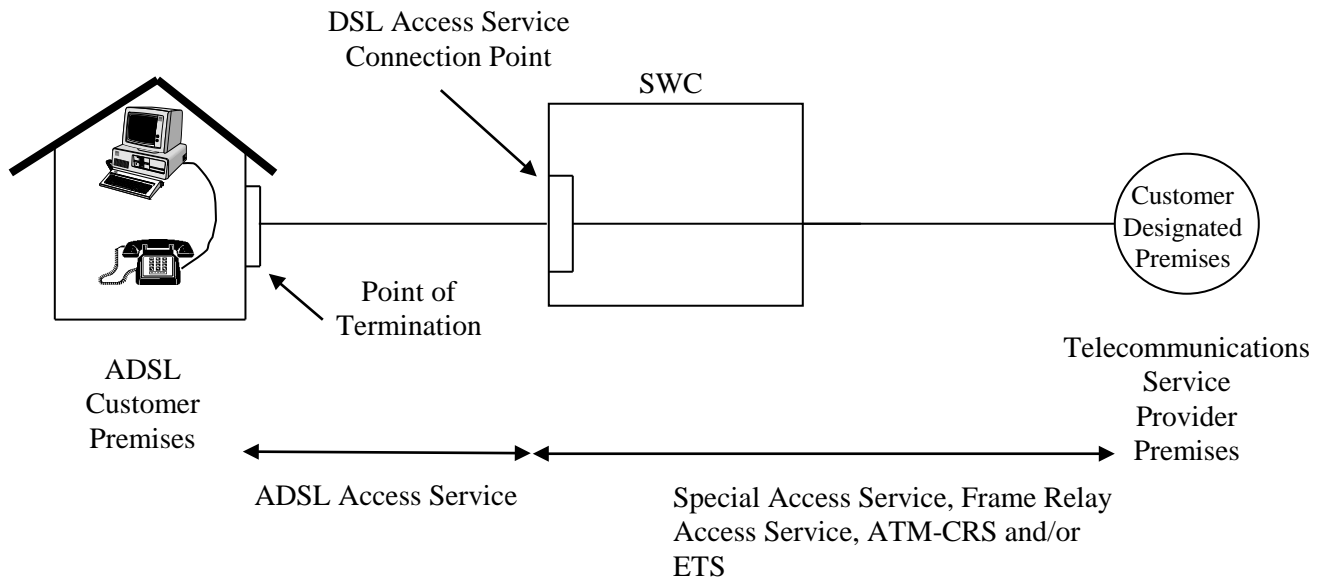 DSL Access Service
Connection Point
SWC
Customer
Designated
Premises
Point of
Termination
ADSL
Customer
Premises
Telecommunications
Service
Provider
Premises
ADSL Access Service
Special Access Service, Frame Relay
Access Service, ATM-CRS and/or
ETS